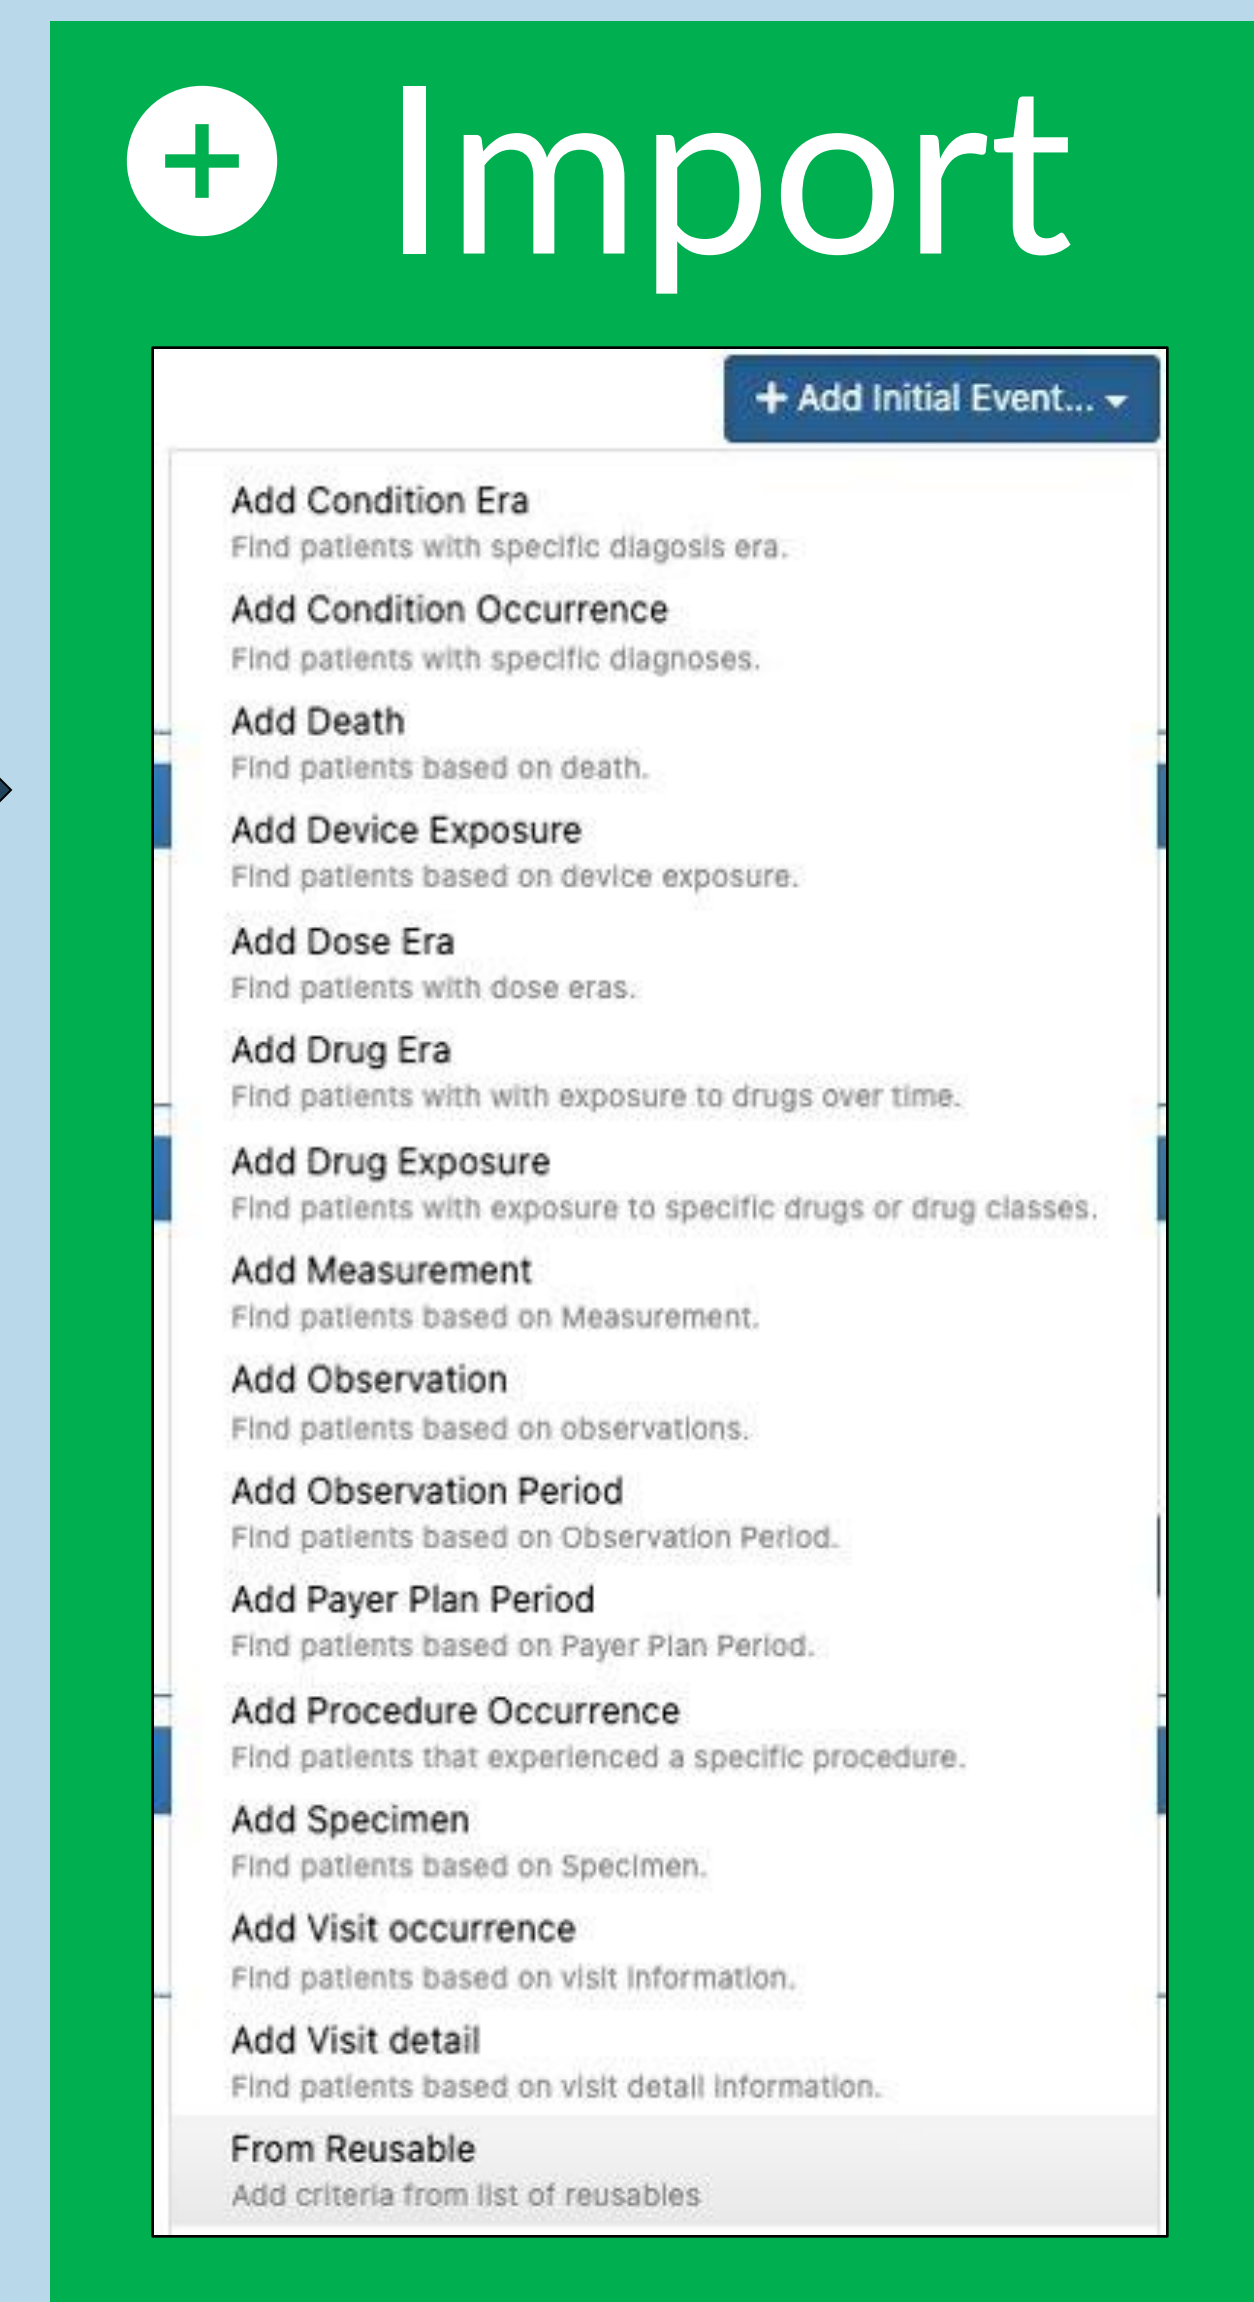 + Import
+ Add Initial Event...
Add Condition Era
Find patients with specific diagosis era.
Add Condition Occurrence
Find patients with specific diagnoses.
Add Death
Find patients based on death.
Add Device Exposure
Find patients based on device exposure.
Add Dose Era
Find patients with dose eras.
Add Drug Era
Find patients with with exposure to drugs over time.
Add Drug Exposure
Find patients with exposure to specific drugs or drug classes.
Add Measurement
Find patients based on Measurement.
Add Observation
Find patients based on observations.
Add Observation Period
Find patients based on Observation Period.
Add Payer Plan Period
Find patients based on Payer Plan Period.
Add Procedure Occurrence
Find patients that experienced a specific procedure.
Add Specimen
Find patients based on Specimen.
Add Visit occurrence
Find patients based on visit information.
Add Visit detail
Find patients based on visit detail information.
From Reusable
Add criteria from list of reusables